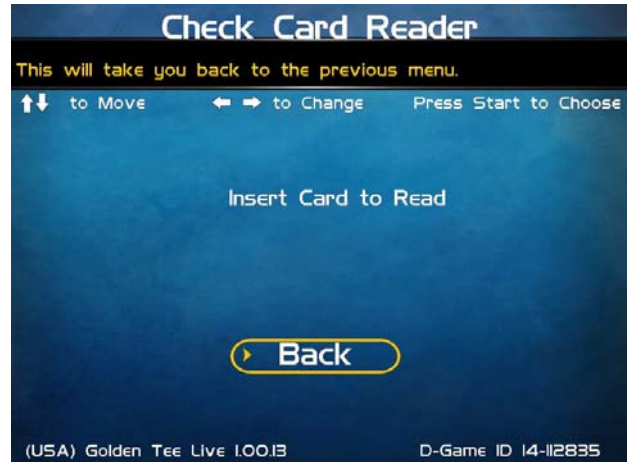 Check Card Reader
This will take you back to the previous menu.
↑↓ to Move ← → to Change Press Start to Choose
Insert Card to Read
Back
(USA) Golden Tee Live 1.00.13 D-Game ID 14-112835